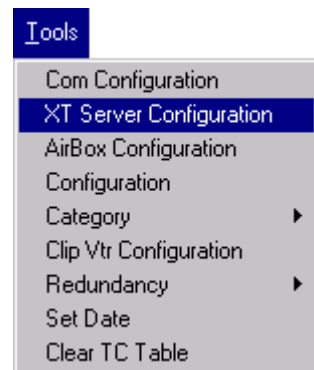 Tools
Com Configuration
XT Server Configuration
AirBox Configuration
Configuration
Category
Clip Vtr Configuration
Redundancy
Set Date
Clear TC Table